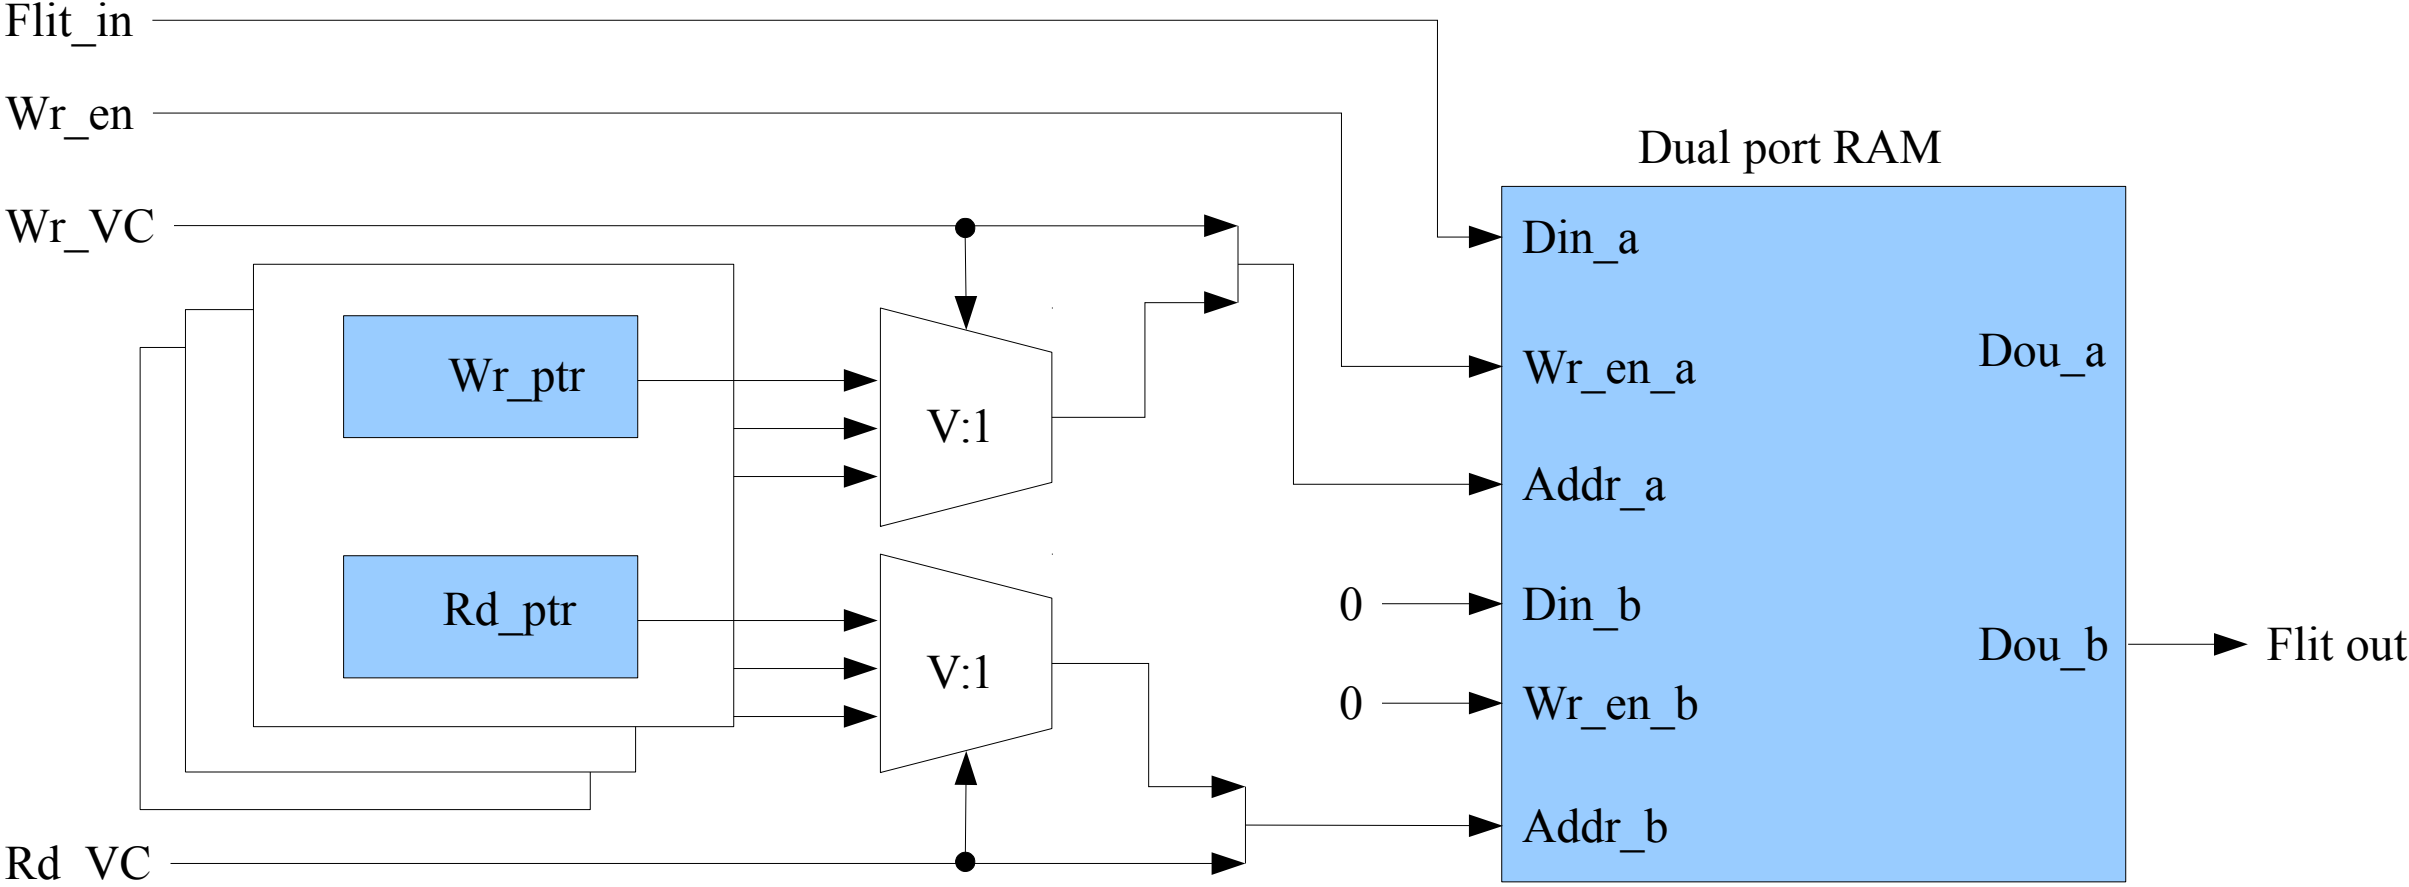 Flit_in
Wr_en
Dual port RAM
Wr_VC
Din_a
Wr_ptr
V:1
Wr_en_a
Dou_a
Addr_a
Rd_ptr
V:1
0
Din_b
Dou_b
Flit out
0
Wr_en_b
Addr_b
Rd_VC